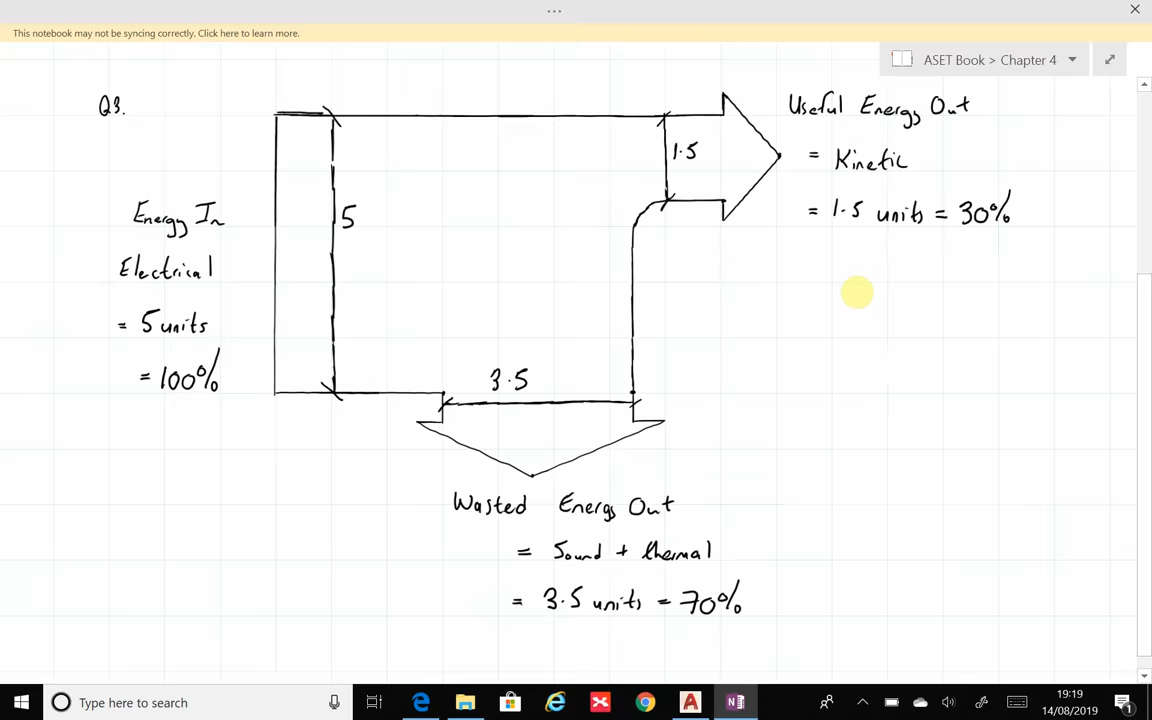 This notebook may not be syncing correctly. Click here to learn more.
ASET Book > Chapter 4
Q3.
Useful Energy Out
= Kinetic
= 1.5 units = 30%
1.5
5
Energy In
Electrical
= 5 units
= 100%
3.5
Wasted Energy Out
= Sound + thermal
= 3.5 units = 70%
Type here to search
19:19
14/08/2019
1